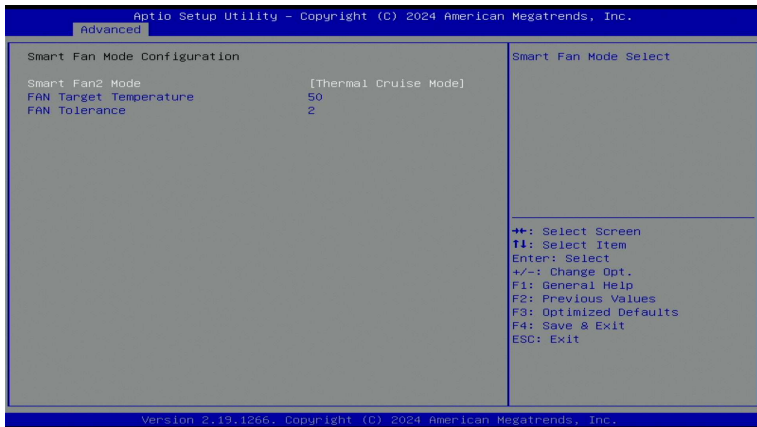 Aptio Setup Utility – Copyright (C) 2024 American Megatrends, Inc.
Advanced
Smart Fan Mode Configuration
Smart Fan2 Mode [Thermal Cruise Mode]
FAN Target Temperature 50
FAN Tolerance 2
Smart Fan Mode Select
→←: Select Screen
↑↓: Select Item
Enter: Select
+/-: Change Opt.
F1: General Help
F2: Previous Values
F3: Optimized Defaults
F4: Save & Exit
ESC: Exit
Version 2.19.1266. Copyright (C) 2024 American Megatrends, Inc.